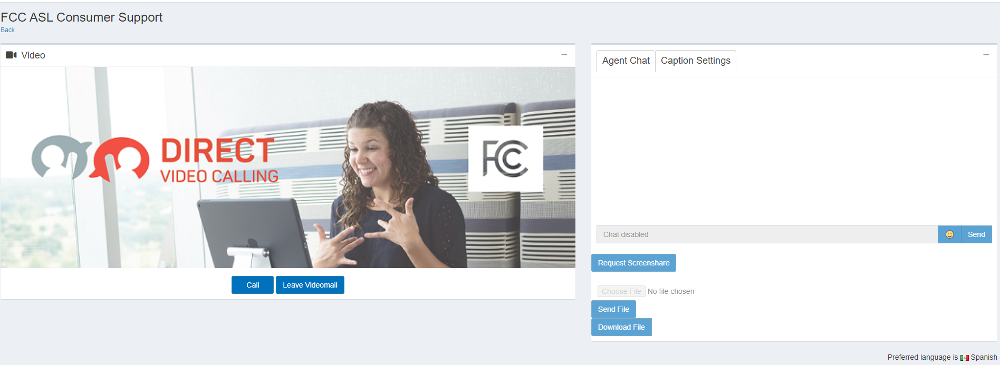 FCC ASL Consumer Support
Back
Video
DIRECT
VIDEO CALLING
FCC
Call
Leave Videomail
Agent Chat
Caption Settings
Chat disabled
Send
Request Screenshare
Choose File No file chosen
Send File
Download File
Preferred language is Spanish